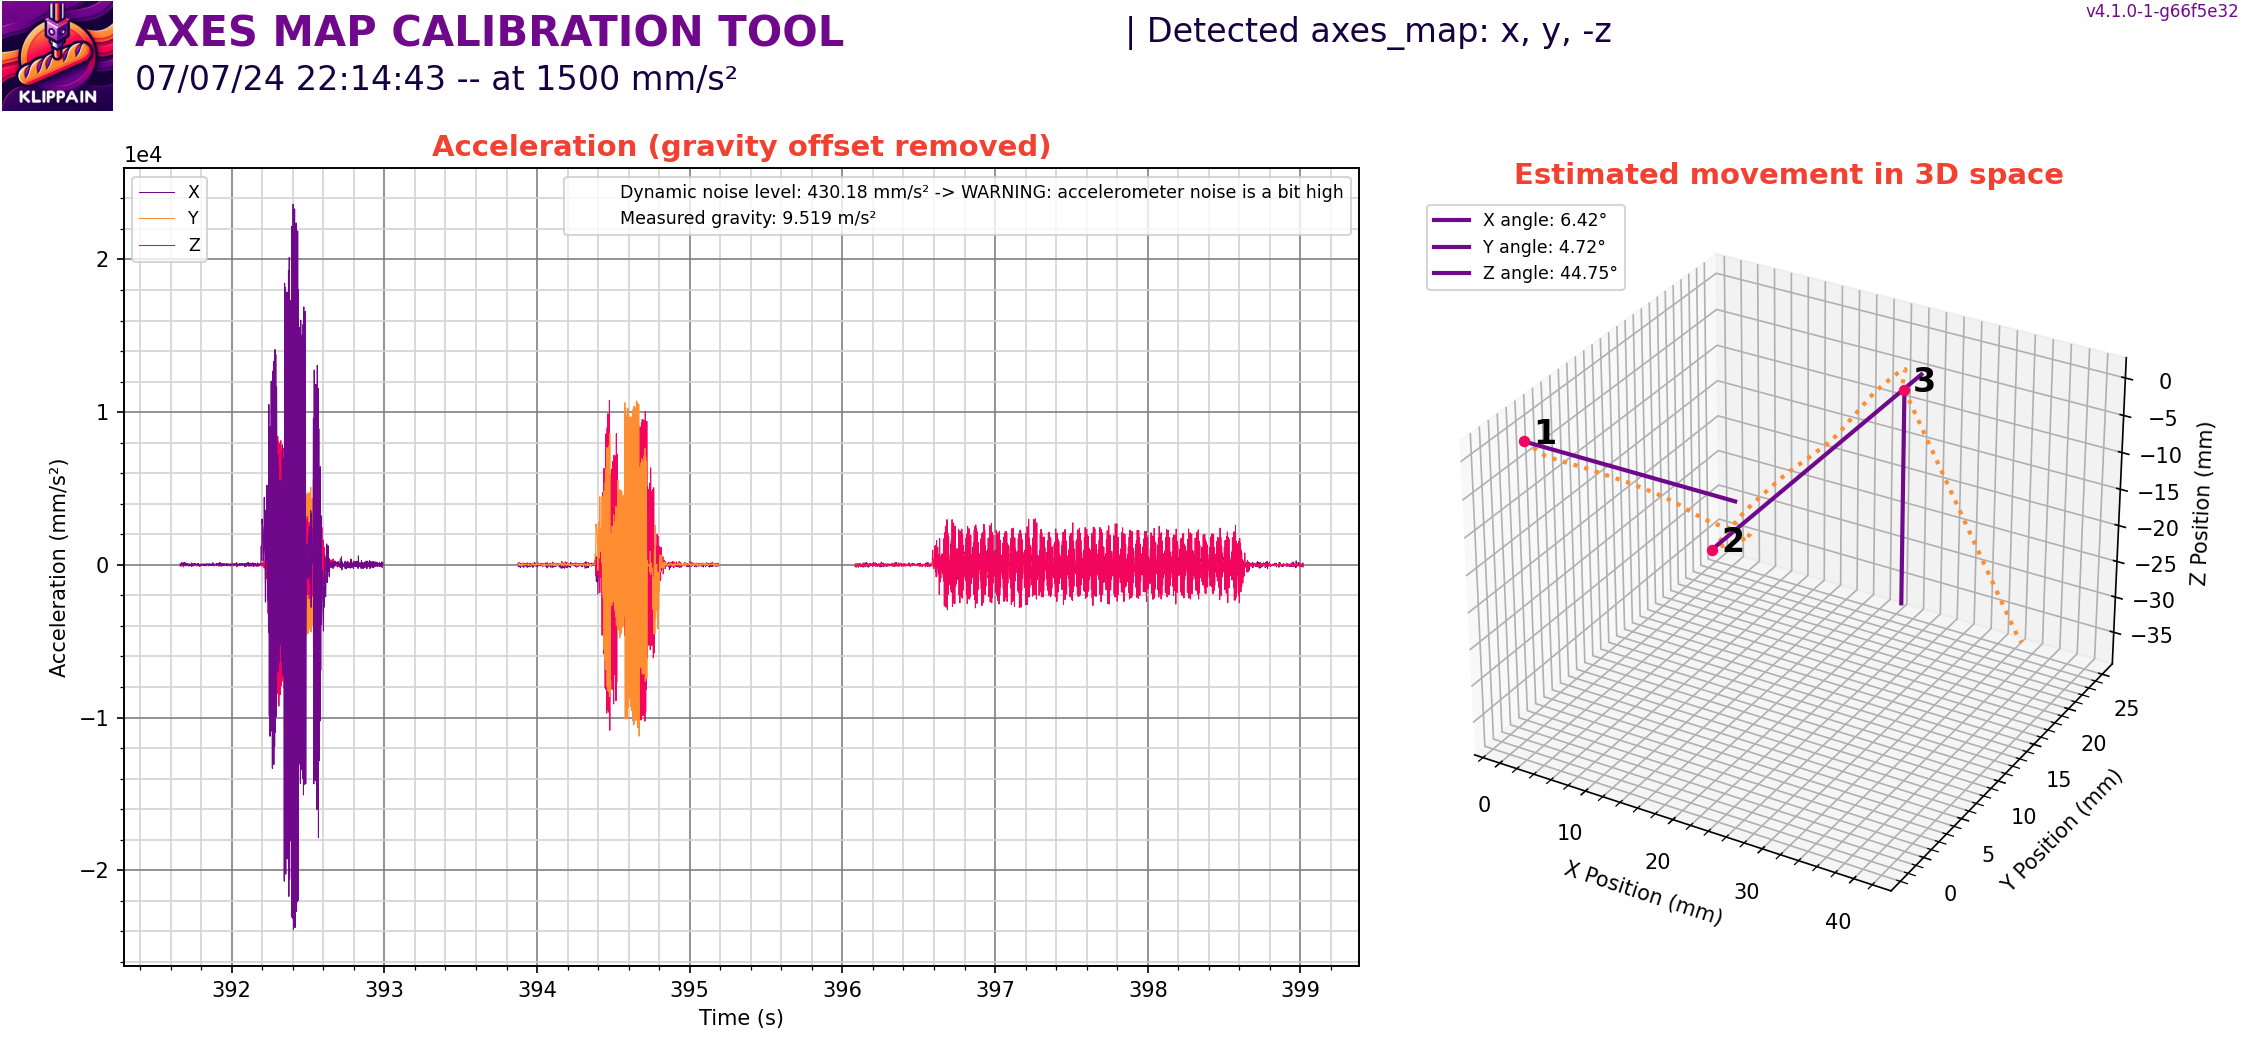 KLIPPAIN
AXES MAP CALIBRATION TOOL
07/07/24 22:14:43 -- at 1500 mm/s²
| Detected axes_map: x, y, -z
v4.1.0-1-g66f5e32
Acceleration (gravity offset removed)
1e4
X
Y
Z
Dynamic noise level: 430.18 mm/s² -> WARNING: accelerometer noise is a bit high
Measured gravity: 9.519 m/s²
2
1
0
−1
−2
Acceleration (mm/s²)
392
393
394
395
396
397
398
399
Time (s)
Estimated movement in 3D space
X angle: 6.42°
Y angle: 4.72°
Z angle: 44.75°
1
2
3
0
−5
−10
−15
−20
−25
−30
−35
Z Position (mm)
0
10
20
30
40
X Position (mm)
0
5
10
15
20
25
Y Position (mm)